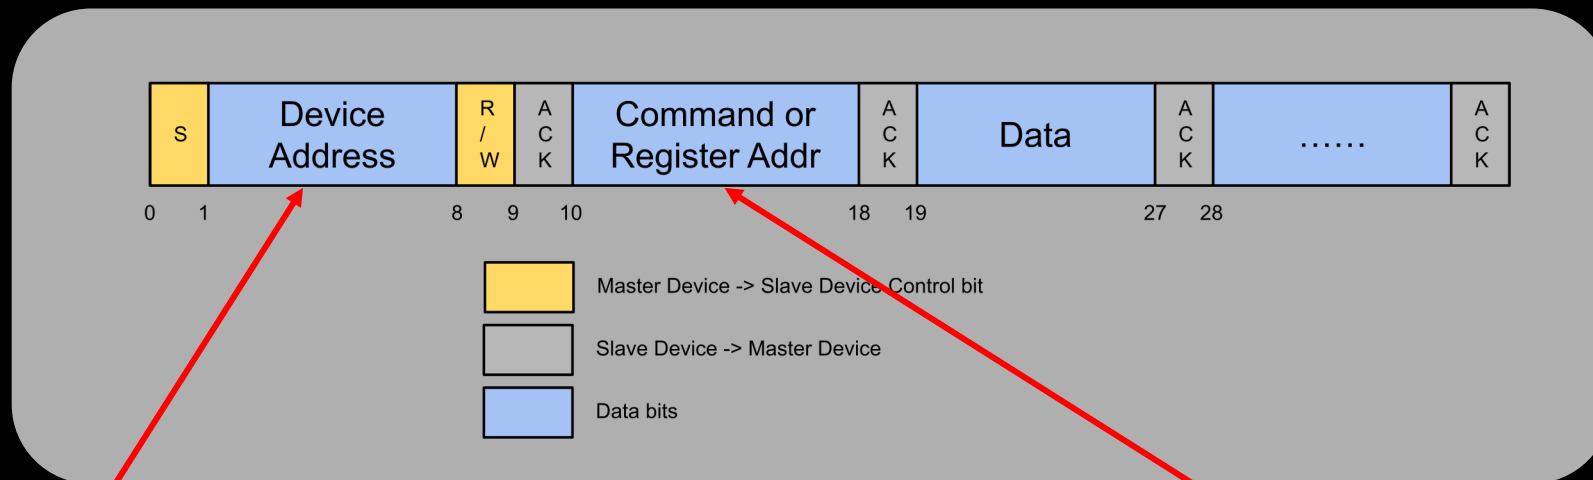 S
Device
Address
R
/
W
A
C
K
Command or
Register Addr
A
C
K
Data
A
C
K
......
A
C
K
0 1 8 9 10 18 19 27 28
Master Device -> Slave Device Control bit
Slave Device -> Master Device
Data bits